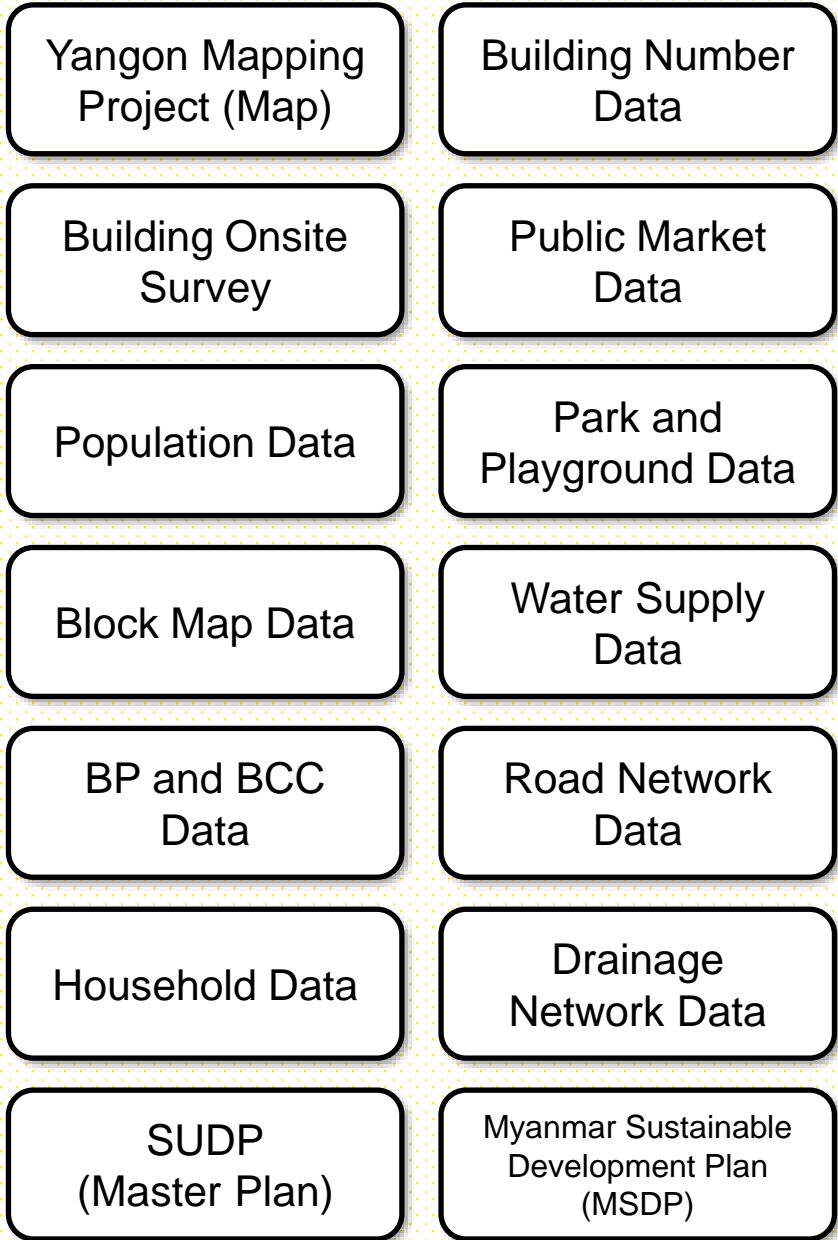 Yangon Mapping
Project (Map)
Building Number
Data
Building Onsite
Survey
Public Market
Data
Population Data
Park and
Playground Data
Block Map Data
Water Supply
Data
BP and BCC
Data
Road Network
Data
Household Data
Drainage
Network Data
SUDP
(Master Plan)
Myanmar Sustainable
Development Plan
(MSDP)